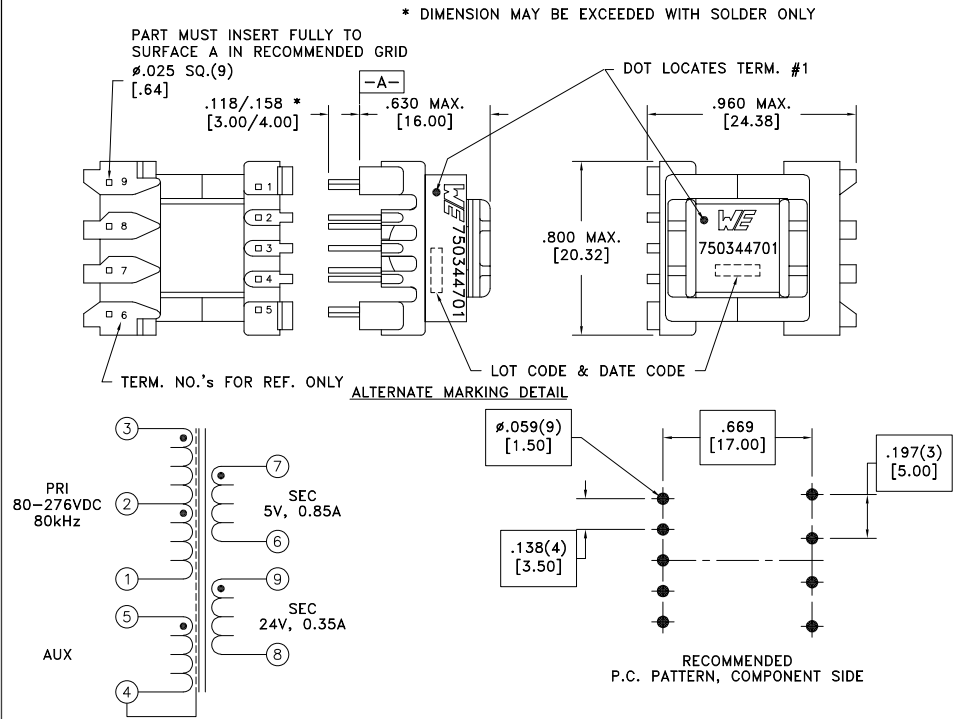 * DIMENSION MAY BE EXCEEDED WITH SOLDER ONLY
PART MUST INSERT FULLY TO
SURFACE A IN RECOMMENDED GRID
ø.025 SQ.(9)
[.64]
-A-
DOT LOCATES TERM. #1
.118/.158 *
[3.00/4.00]
.630 MAX.
[16.00]
.960 MAX.
[24.38]
9
8
7
6
1
2
3
4
5
WE 750344701
.800 MAX.
[20.32]
WE
750344701
TERM. NO.'s FOR REF. ONLY
LOT CODE & DATE CODE
ALTERNATE MARKING DETAIL
3
PRI
80-276VDC
80kHz
2
1
5
AUX
4
7
SEC
5V, 0.85A
6
9
SEC
24V, 0.35A
8
ø.059(9)
[1.50]
.669
[17.00]
.197(3)
[5.00]
.138(4)
[3.50]
RECOMMENDED
P.C. PATTERN, COMPONENT SIDE